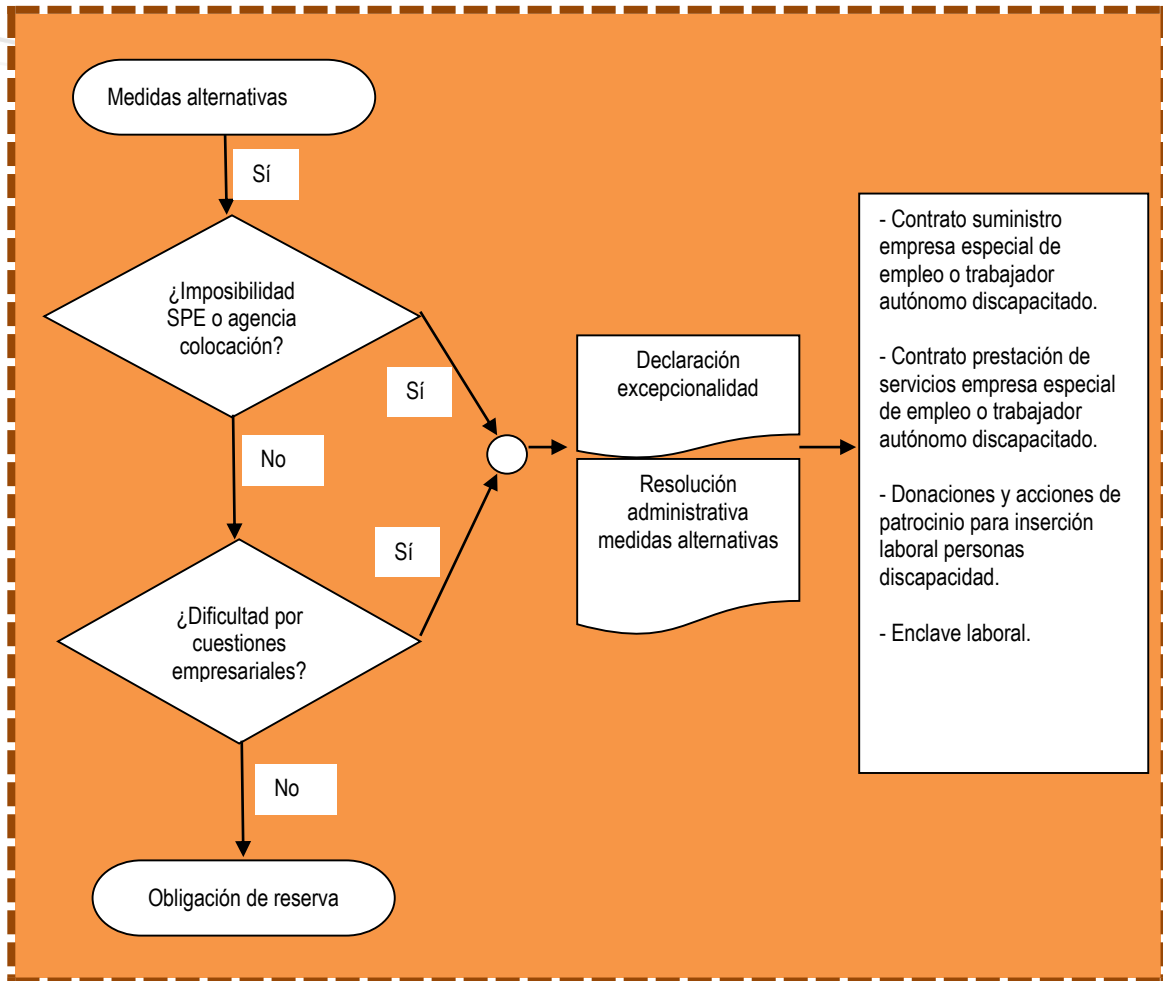 Medidas alternativas
Sí
¿Imposibilidad
SPE o agencia
colocación?
Sí
No
Sí
¿Dificultad por
cuestiones
empresariales?
No
Obligación de reserva
Declaración
excepcionalidad
Resolución
administrativa
medidas alternativas
- Contrato suministro
empresa especial de
empleo o trabajador
autónomo discapacitado.
- Contrato prestación de
servicios empresa especial
de empleo o trabajador
autónomo discapacitado.
- Donaciones y acciones de
patrocinio para inserción
laboral personas
discapacidad.
- Enclave laboral.